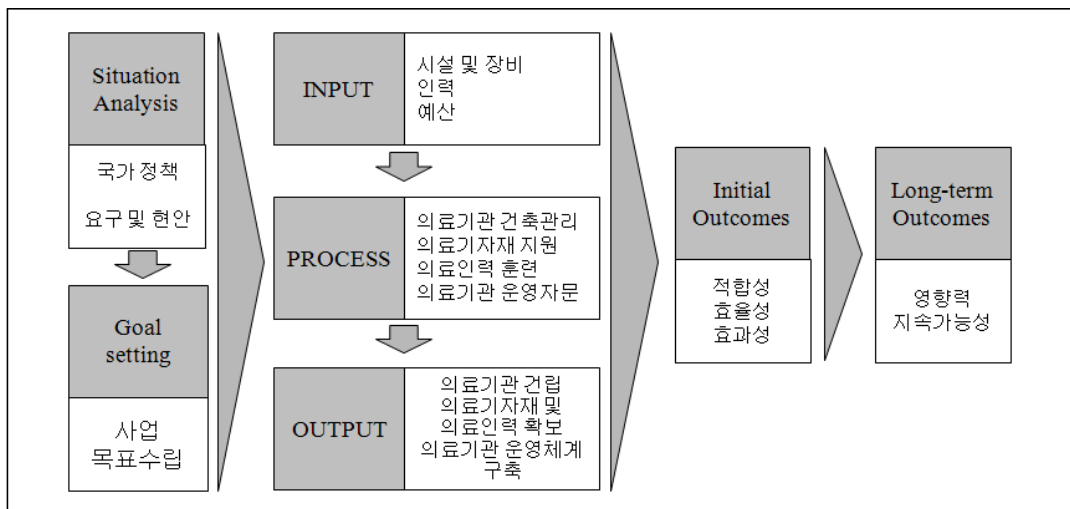 Situation
Analysis
국가 정책
요구 및 현안
Goal
setting
사업
목표수립
INPUT
시설 및 장비
인력
예산
PROCESS
의료기관 건축관리
의료기자재 지원
의료인력 훈련
의료기관 운영자문
OUTPUT
의료기관 건립
의료기자재 및
의료인력 확보
의료기관 운영체계
구축
Initial
Outcomes
적합성
효율성
효과성
Long-term
Outcomes
영향력
지속가능성